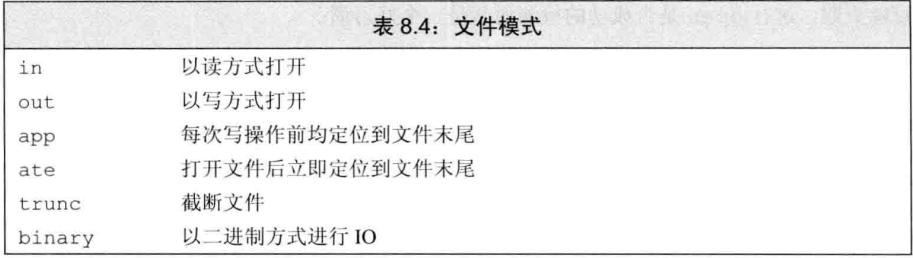 表 8.4：文件模式
in 以读方式打开
out 以写方式打开
app 每次写操作前均定位到文件末尾
ate 打开文件后立即定位到文件末尾
trunc 截断文件
binary 以二进制方式进行 IO